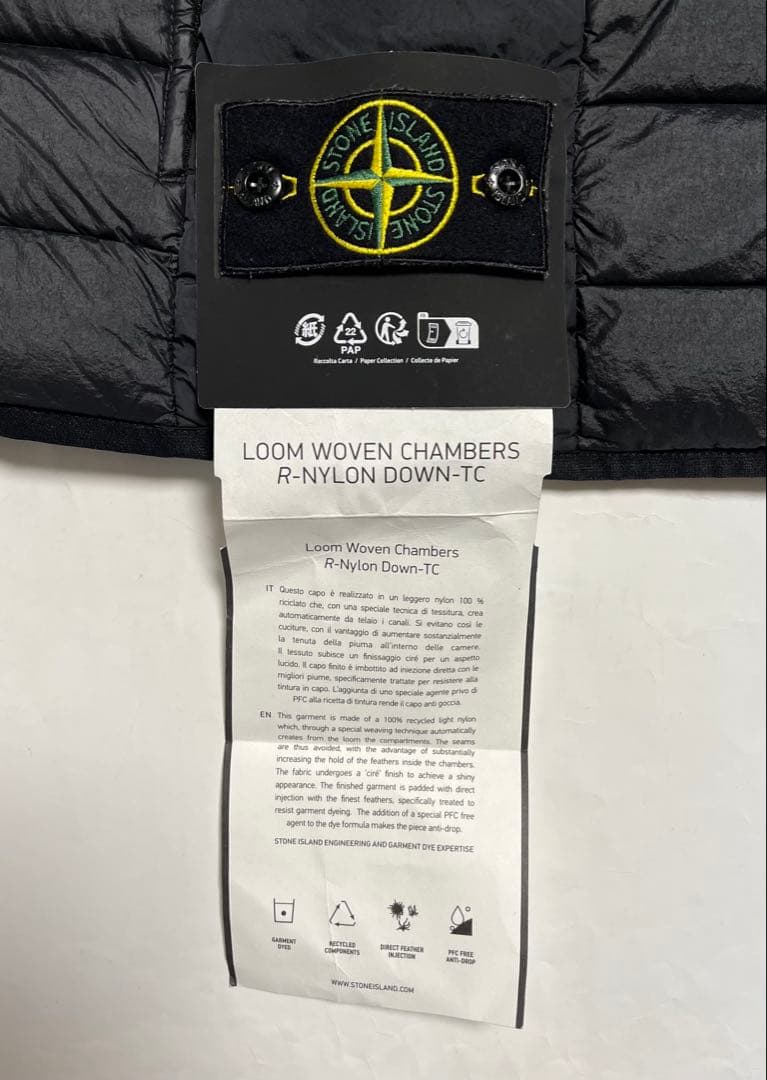 STONE ISLAND
STONE ISLAND
紙
22
PAP
Raccolta Carta / Paper Collection / Collecte de Papier
LOOM WOVEN CHAMBERS
R-NYLON DOWN-TC
Loom Woven Chambers
R-Nylon Down-TC
IT Questo capo è realizzato in un leggero nylon 100 %
riciclato che, con una speciale tecnica di tessitura, crea
automaticamente da telaio i canali. Si evitano così le
cuciture, con il vantaggio di aumentare sostanzialmente
la tenuta della piuma all'interno delle camere.
Il tessuto subisce un finissaggio ciré per un aspetto
lucido. Il capo finito è imbottito ad iniezione diretta con le
migliori piume, specificamente trattate per resistere alla
tintura in capo. L'aggiunta di uno speciale agente privo di
PFC alla ricetta di tintura rende il capo anti goccia.
EN This garment is made of a 100% recycled light nylon
which, through a special weaving technique automatically
creates from the loom the compartments. The seams
are thus avoided, with the advantage of substantially
increasing the hold of the feathers inside the chambers.
The fabric undergoes a 'ciré' finish to achieve a shiny
appearance. The finished garment is padded with direct
injection with the finest feathers, specifically treated to
resist garment dyeing. The addition of a special PFC free
agent to the dye formula makes the piece anti-drop.
STONE ISLAND ENGINEERING AND GARMENT DYE EXPERTISE
GARMENT
DYED
RECYCLED
COMPONENTS
DIRECT FEATHER
INJECTION
PFC FREE
ANTI-DROP
WWW.STONEISLAND.COM